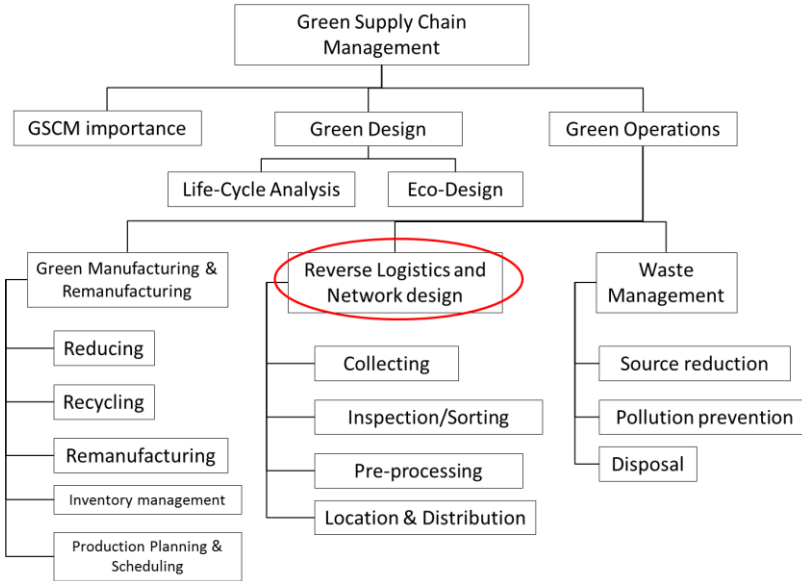 Green Supply Chain
Management
GSCM importance
Green Design
Green Operations
Life-Cycle Analysis
Eco-Design
Green Manufacturing &
Remanufacturing
Reverse Logistics and
Network design
Waste
Management
Reducing
Recycling
Remanufacturing
Inventory management
Production Planning &
Scheduling
Collecting
Inspection/Sorting
Pre-processing
Location & Distribution
Source reduction
Pollution prevention
Disposal